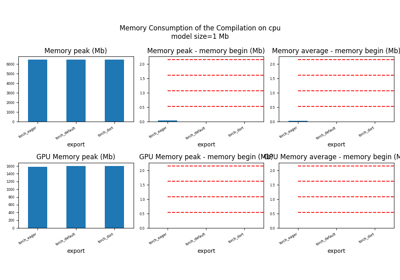 Memory Consumption of the Compilation on cpu
model size=1 Mb
Memory peak (Mb)
Memory peak - memory begin (Mb)
Memory average - memory begin (Mb)
6000
5000
4000
3000
2000
1000
0
2.0
1.5
1.0
0.5
0.0
2.0
1.5
1.0
0.5
0.0
torch_eager
torch_default
torch_dort
torch_eager
torch_default
torch_dort
torch_eager
torch_default
torch_dort
export
export
export
GPU Memory peak (Mb)
GPU Memory peak - memory begin (Mb)
GPU Memory average - memory begin (M
1600
1400
1200
1000
800
600
400
200
0
2.0
1.5
1.0
0.5
0.0
2.0
1.5
1.0
0.5
0.0
torch_eager
torch_default
torch_dort
torch_eager
torch_default
torch_dort
torch_eager
torch_default
torch_dort
export
export
export